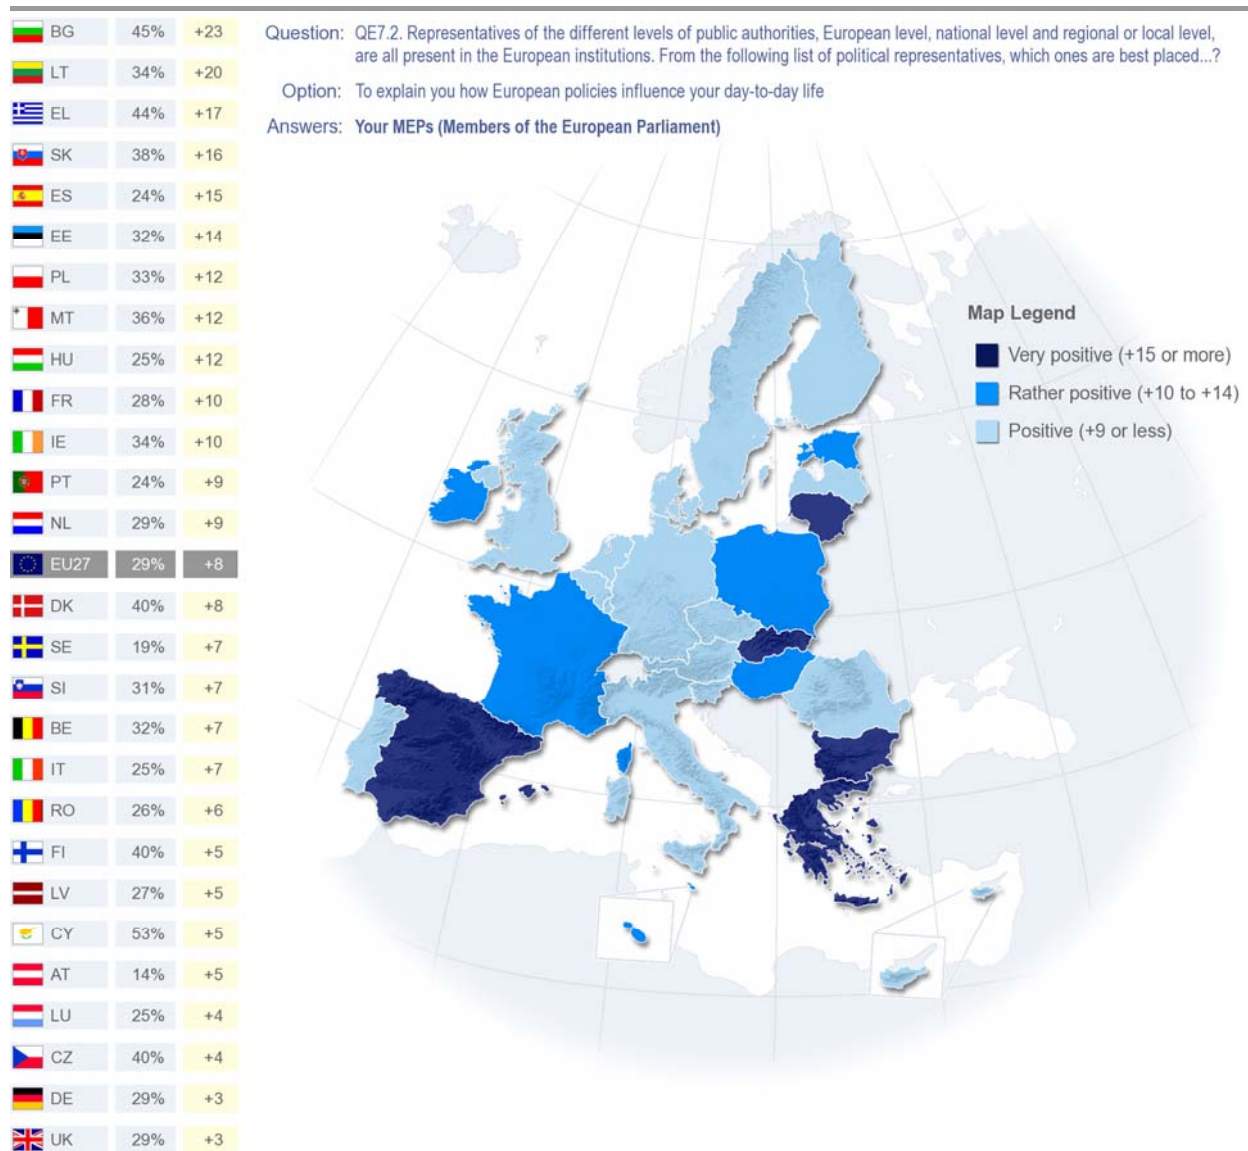 BG 45% +23
LT 34% +20
EL 44% +17
SK 38% +16
ES 24% +15
EE 32% +14
PL 33% +12
MT 36% +12
HU 25% +12
FR 28% +10
IE 34% +10
PT 24% +9
NL 29% +9
EU27 29% +8
DK 40% +8
SE 19% +7
SI 31% +7
BE 32% +7
IT 25% +7
RO 26% +6
FI 40% +5
LV 27% +5
CY 53% +5
AT 14% +5
LU 25% +4
CZ 40% +4
DE 29% +3
UK 29% +3
Question: QE7.2. Representatives of the different levels of public authorities, European level, national level and regional or local level,
are all present in the European institutions. From the following list of political representatives, which ones are best placed...?
Option: To explain you how European policies influence your day-to-day life
Answers: Your MEPs (Members of the European Parliament)
Map Legend
Very positive (+15 or more)
Rather positive (+10 to +14)
Positive (+9 or less)